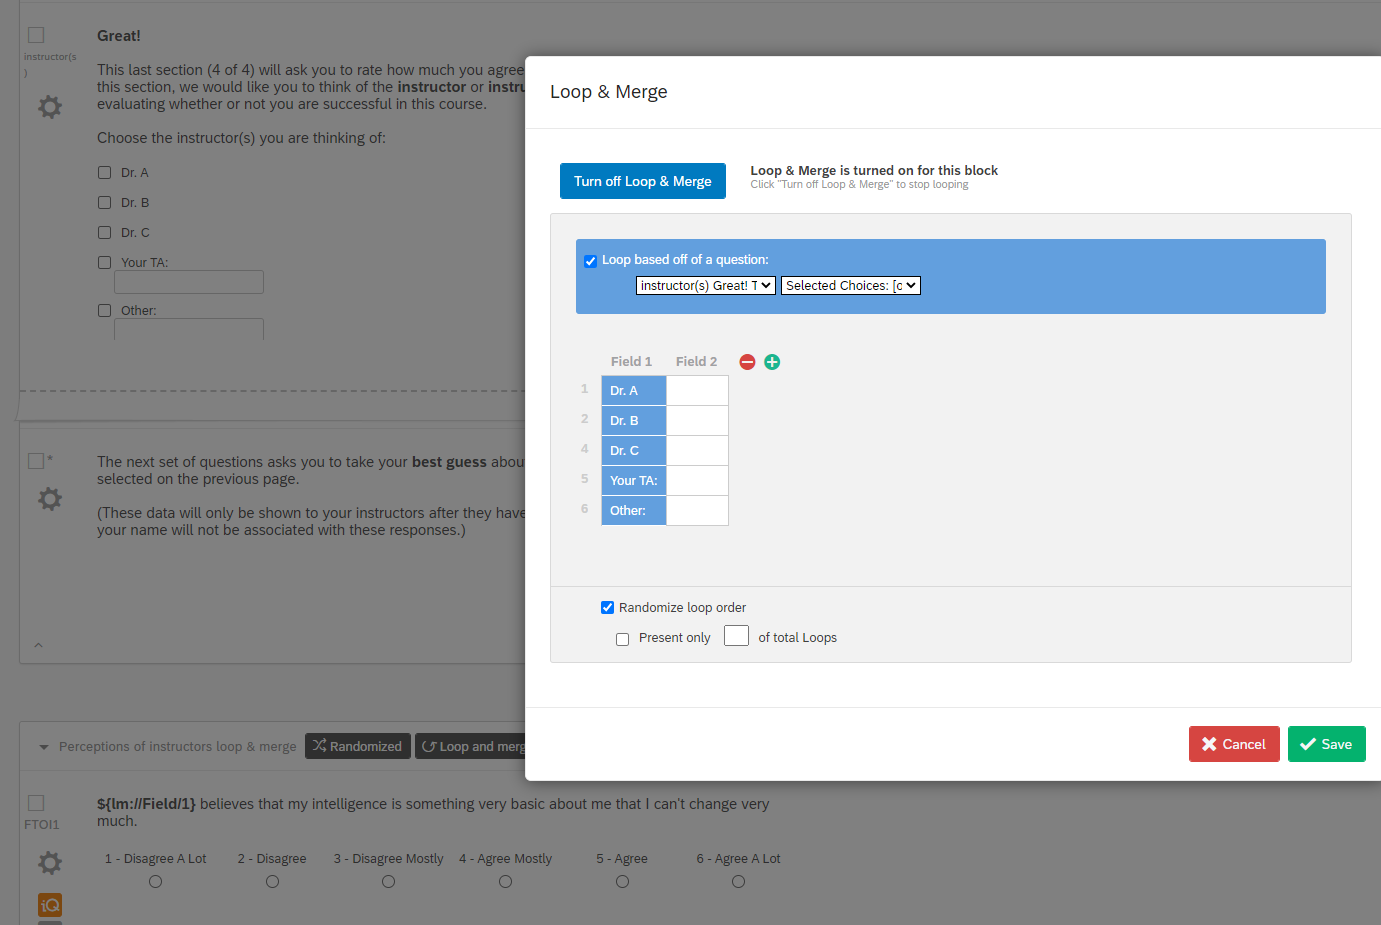 Great!
instructor(s
)
This last section (4 of 4) will ask you to rate how much you agree
this section, we would like you to think of the instructor or instru
evaluating whether or not you are successful in this course.
Choose the instructor(s) you are thinking of:
Dr. A
Dr. B
Dr. C
Your TA:
Other:
*
The next set of questions asks you to take your best guess about
selected on the previous page.
(These data will only be shown to your instructors after they have
your name will not be associated with these responses.)
Perceptions of instructors loop & merge
Randomized
Loop and merg
${lm://Field/1} believes that my intelligence is something very basic about me that I can't change very
much.
FTOI1
1 - Disagree A Lot
2 - Disagree
3 - Disagree Mostly
4 - Agree Mostly
5 - Agree
6 - Agree A Lot
iQ
Loop & Merge
Turn off Loop & Merge
Loop & Merge is turned on for this block
Click "Turn off Loop & Merge" to stop looping
Loop based off of a question:
instructor(s) Great! T
Selected Choices: [c
Field 1
Field 2
1
Dr. A
2
Dr. B
4
Dr. C
5
Your TA:
6
Other:
Randomize loop order
Present only
of total Loops
Cancel
Save